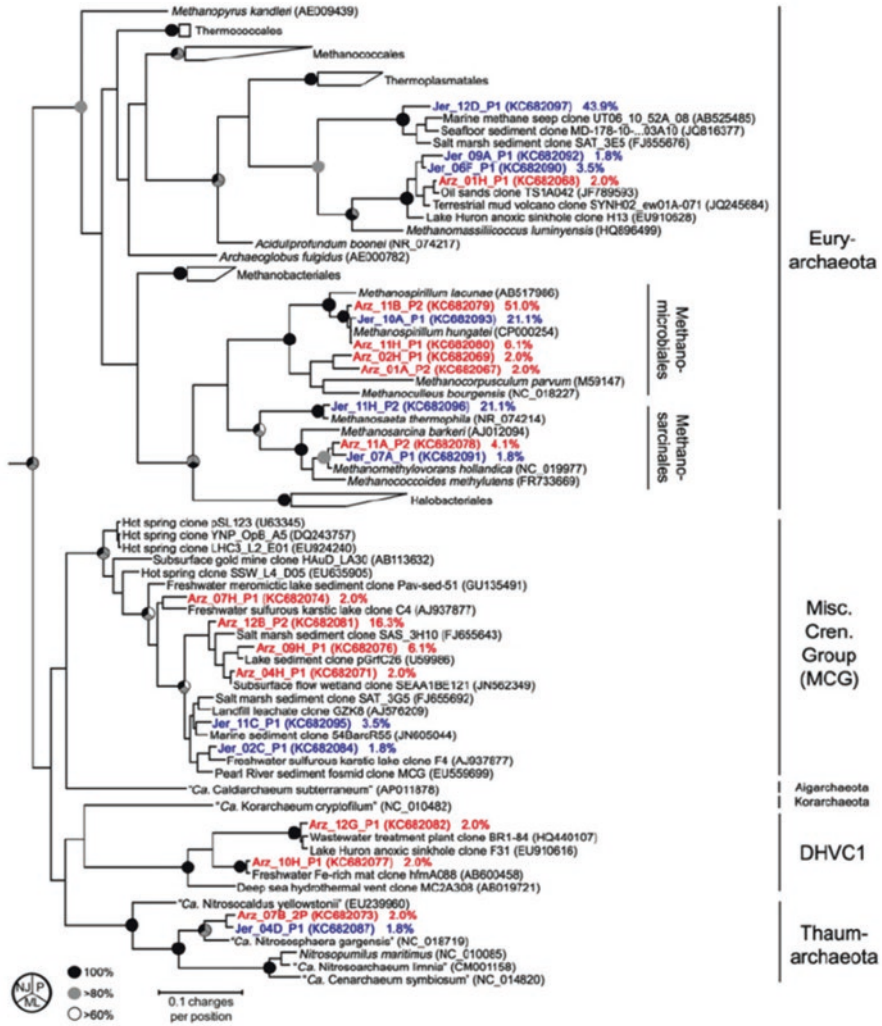 Methanopyrus kandleri (AE009439)
Thermococcales
Methanococcales
Thermoplasmatales
Jer_12D_P1 (KC682097) 43.9%
Marine methane seep clone UT06_10_52A_08 (AB525485)
Seafloor sediment clone MD-178-10-...03A10 (JQ816377)
Salt marsh sediment clone SAT_3E5 (FJ655676)
Jer_09A_P1 (KC682092) 1.8%
Jer_06F_P1 (KC682090) 3.5%
Arz_01H_P1 (KC682068) 2.0%
Oil sands clone TS1A042 (JF789593)
Terrestrial mud volcano clone SYNH02_ew01A-071 (JQ245684)
Lake Huron anoxic sinkhole clone H13 (EU910628)
Methanomassiliicoccus luminyensis (HQ896499)
Aciduliprofundum boonei (NR_074217)
Archaeoglobus fulgidus (AE000782)
Methanobacteriales
Methanospirillum lacunae (AB517986)
Arz_11B_P2 (KC682079) 51.0%
Jer_10A_P1 (KC682093) 21.1%
Methanospirillum hungatei (CP000254)
Arz_11H_P1 (KC682080) 6.1%
Arz_02H_P1 (KC682069) 2.0%
Arz_01A_P2 (KC682067) 2.0%
Methanocorpusculum parvum (M59147)
Methanoculleus bourgensis (NC_018227)
Jer_11H_P2 (KC682096) 21.1%
Methanosaeta thermophila (NR_074214)
Methanosarcina barkeri (AJ012094)
Arz_11A_P2 (KC682078) 4.1%
Jer_07A_P1 (KC682091) 1.8%
Methanomethylovorans hollandica (NC_019977)
Methanococcoides methylutens (FR733669)
Halobacteriales
Methano-
microbiales
Methano-
sarcinales
Eury-
archaeota
Hot spring clone pSL123 (U63345)
Hot spring clone YNP_OpB_A5 (DQ243757)
Hot spring clone LHC3_L2_E01 (EU924240)
Subsurface gold mine clone HAuD_LA30 (AB113632)
Hot spring clone SSW_L4_D05 (EU635905)
Freshwater meromictic lake sediment clone Pav-sed-51 (GU135491)
Arz_07H_P1 (KC682074) 2.0%
Freshwater sulfurous karstic lake clone C4 (AJ937877)
Arz_12B_P2 (KC682081) 16.3%
Salt marsh sediment clone SAS_3H10 (FJ655643)
Arz_09H_P1 (KC682076) 6.1%
Lake sediment clone pGrfC26 (U59986)
Arz_04H_P1 (KC682071) 2.0%
Subsurface flow wetland clone SEAA1BE121 (JN562349)
Salt marsh sediment clone SAT_3G5 (FJ655692)
Landfill leachate clone GZK8 (AJ576209)
Jer_11C_P1 (KC682095) 3.5%
Marine sediment clone 54BarcR55 (JN605044)
Jer_02C_P1 (KC682084) 1.8%
Freshwater sulfurous karstic lake clone F4 (AJ937877)
Pearl River sediment fosmid clone MCG (EU559699)
Misc.
Cren.
Group
(MCG)
"Ca. Caldiarchaeum subterraneum" (AP011878)
Aigarchaeota
"Ca. Korarchaeum cryptofilum" (NC_010482)
Korarchaeota
Arz_12G_P1 (KC682082) 2.0%
Wastewater treatment plant clone BR1-84 (HQ440107)
Lake Huron anoxic sinkhole clone F31 (EU910616)
Arz_10H_P1 (KC682077) 2.0%
Freshwater Fe-rich mat clone hfmA088 (AB600458)
Deep sea hydrothermal vent clone MC2A308 (AB019721)
DHVC1
"Ca. Nitrosocaldus yellowstonii" (EU239960)
Arz_07B_2P (KC682073) 2.0%
Jer_04D_P1 (KC682087) 1.8%
"Ca. Nitrososphaera gargensis" (NC_018719)
Nitrosopumilus maritimus (NC_010085)
"Ca. Nitrosoarchaeum limnia" (CM001158)
"Ca. Cenarchaeum symbiosum" (NC_014820)
Thaum-
archaeota
NJ P
ML
100%
>80%
>60%
0.1 changes
per position